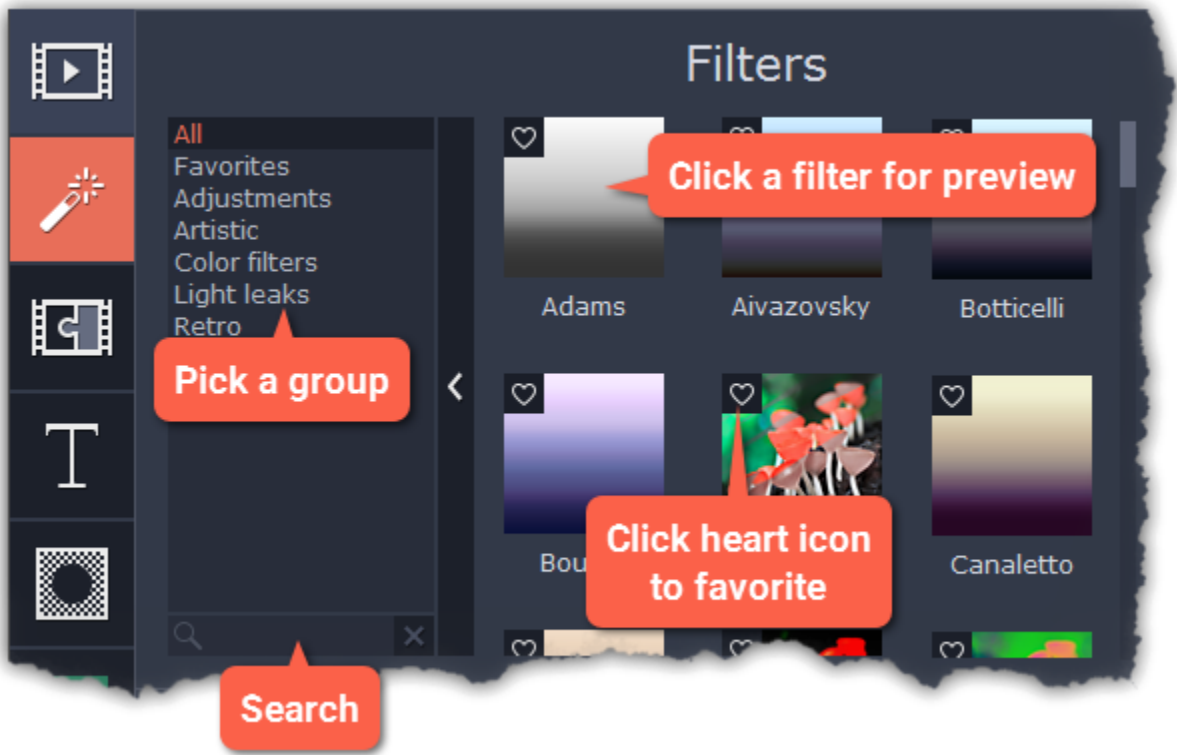 Filters
All
Favorites
Adjustments
Artistic
Color filters
Light leaks
Retro
Pick a group
Search
Click a filter for preview
Adams
Aivazovsky
Botticelli
Click heart icon
to favorite
Canaletto